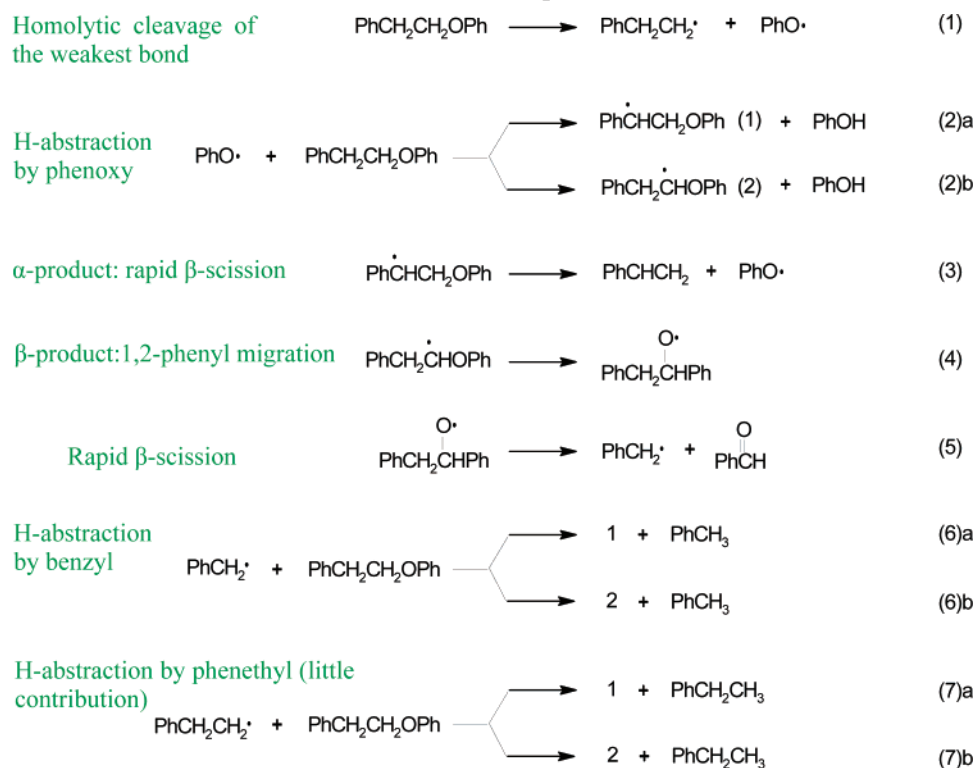 Homolytic cleavage of
the weakest bond
PhCH₂CH₂OPh PhCH₂CH₂• + PhO• (1)
H-abstraction
by phenoxy
PhO• + PhCH₂CH₂OPh
PhĊHCH₂OPh (1) + PhOH (2)a
PhCH₂ĊHOPh (2) + PhOH (2)b
α-product: rapid β-scission PhĊHCH₂OPh PhCHCH₂ + PhO• (3)
β-product:1,2-phenyl migration PhCH₂ĊHOPh
O•
PhCH₂CHPh
(4)
Rapid β-scission
O•
PhCH₂CHPh
PhCH₂• +
O
PhCH
(5)
H-abstraction
by benzyl
PhCH₂• + PhCH₂CH₂OPh
1 + PhCH₃ (6)a
2 + PhCH₃ (6)b
H-abstraction by phenethyl (little
contribution)
PhCH₂CH₂• + PhCH₂CH₂OPh
1 + PhCH₂CH₃ (7)a
2 + PhCH₂CH₃ (7)b